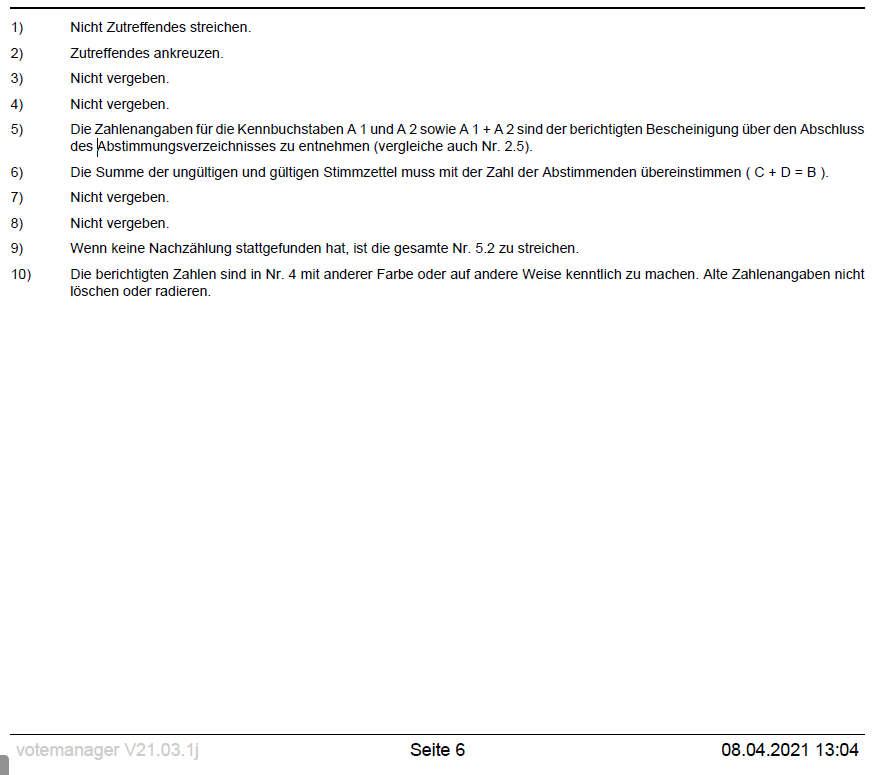 1) Nicht Zutreffendes streichen.
2) Zutreffendes ankreuzen.
3) Nicht vergeben.
4) Nicht vergeben.
5) Die Zahlenangaben für die Kennbuchstaben A 1 und A 2 sowie A 1 + A 2 sind der berichtigten Bescheinigung über den Abschluss
des Abstimmungsverzeichnisses zu entnehmen (vergleiche auch Nr. 2.5).
6) Die Summe der ungültigen und gültigen Stimmzettel muss mit der Zahl der Abstimmenden übereinstimmen ( C + D = B ).
7) Nicht vergeben.
8) Nicht vergeben.
9) Wenn keine Nachzählung stattgefunden hat, ist die gesamte Nr. 5.2 zu streichen.
10) Die berichtigten Zahlen sind in Nr. 4 mit anderer Farbe oder auf andere Weise kenntlich zu machen. Alte Zahlenangaben nicht
löschen oder radieren.
votemanager V21.03.1j Seite 6 08.04.2021 13:04